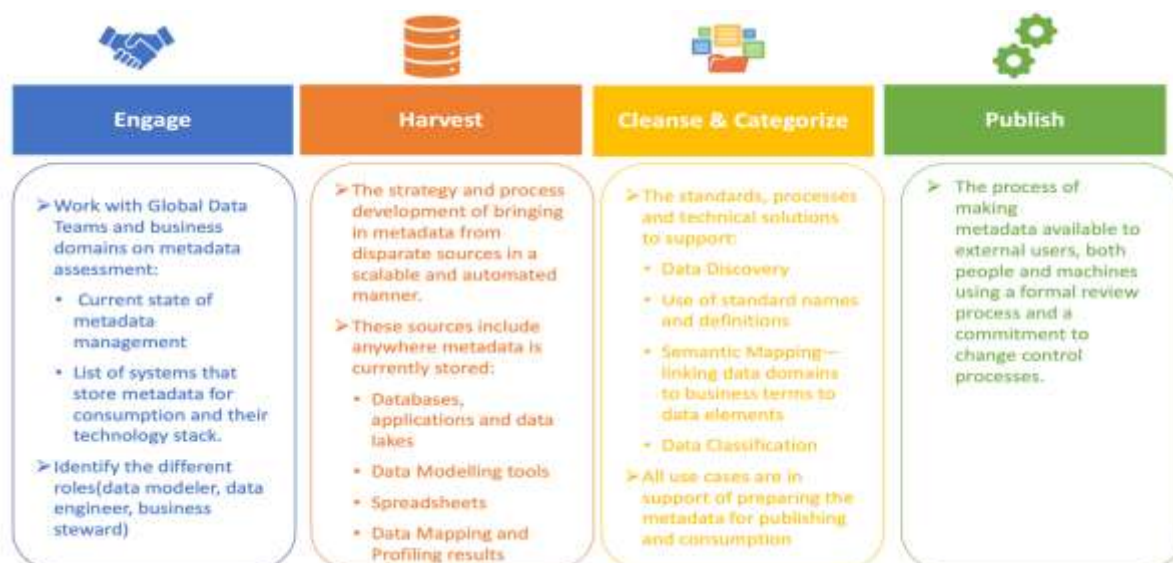 Engage
➢Work with Global Data
Teams and business
domains on metadata
assessment:
• Current state of
metadata
management
• List of systems that
store metadata for
consumption and their
technology stack.
➢Identify the different
roles(data modeler, data
engineer, business
steward)
Harvest
➢The strategy and process
development of bringing
in metadata from
disparate sources in a
scalable and automated
manner.
➢These sources include
anywhere metadata is
currently stored:
• Databases,
applications and data
lakes
• Data Modelling tools
• Spreadsheets
• Data Mapping and
Profiling results
Cleanse & Categorize
➢The standards, processes
and technical solutions
to support:
• Data Discovery
• Use of standard names
and definitions
• Semantic Mapping—
linking data domains
to business terms to
data elements
• Data Classification
➢All use cases are in
support of preparing the
metadata for publishing
and consumption
Publish
➢ The process of
making
metadata available to
external users, both
people and machines
using a formal review
process and a
commitment to
change control
processes.